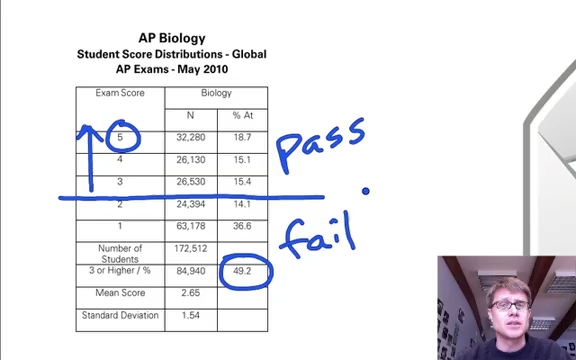 AP Biology
Student Score Distributions - Global
AP Exams - May 2010
Exam Score Biology
N % At
5 32,280 18.7
4 26,130 15.1
3 26,530 15.4
2 24,394 14.1
1 63,178 36.6
Number of
Students 172,512
3 or Higher / % 84,940 49.2
Mean Score 2.65
Standard Deviation 1.54
pass
fail